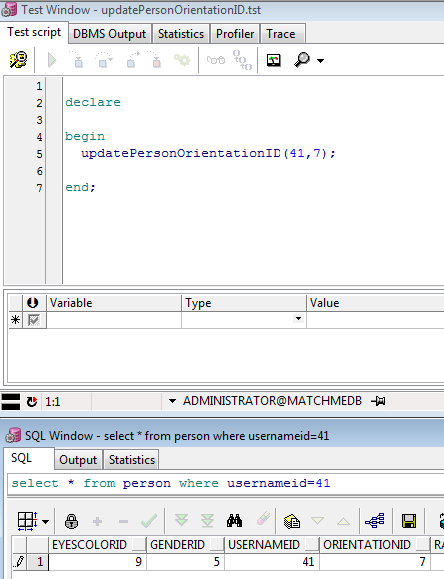 Test Window - updatePersonOrientationID.tst
Test script DBMS Output Statistics Profiler Trace
1
2 declare
3
4 begin
5 updatePersonOrientationID(41,7);
6
7 end;
Variable Type Value
*
1:1 ADMINISTRATOR@MATCHMEDB
SQL Window - select * from person where usernameid=41
SQL Output Statistics
select * from person where usernameid=41
EYESCOLORID GENDERID USERNAMEID ORIENTATIONID RA
1 9 5 41 7